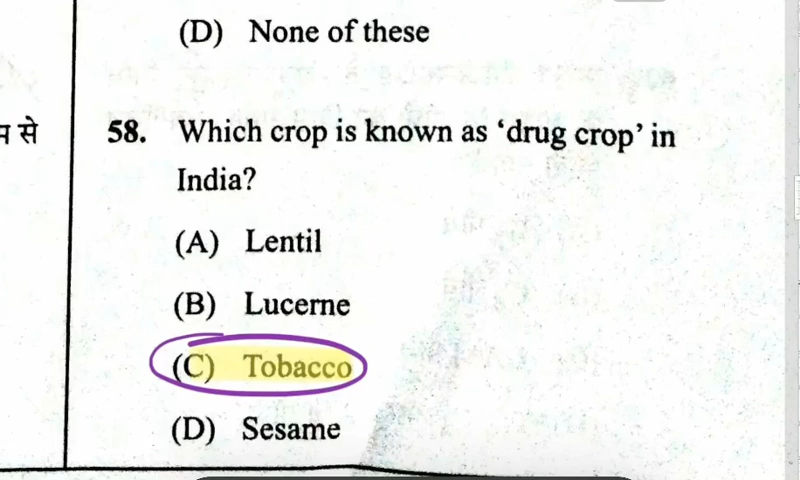 (D) None of these
से
58. Which crop is known as ‘drug crop’ in
India?
(A) Lentil
(B) Lucerne
(C) Tobacco
(D) Sesame